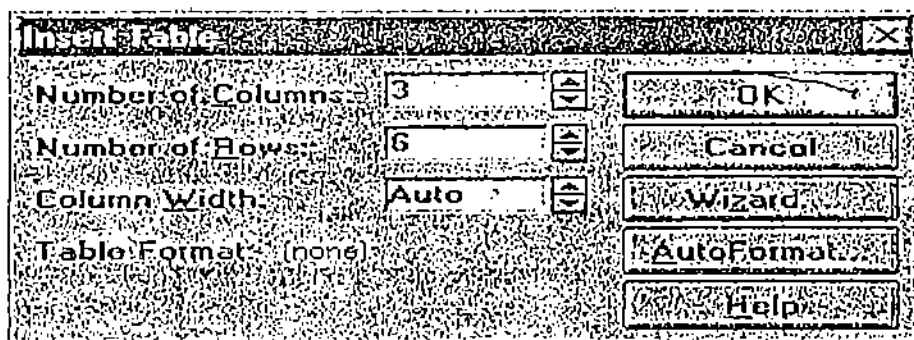 Insert Table
Number of Columns: 3 OK
Number of Rows: 6 Cancel
Column Width: Auto Wizard...
Table Format: (none) AutoFormat...
Help